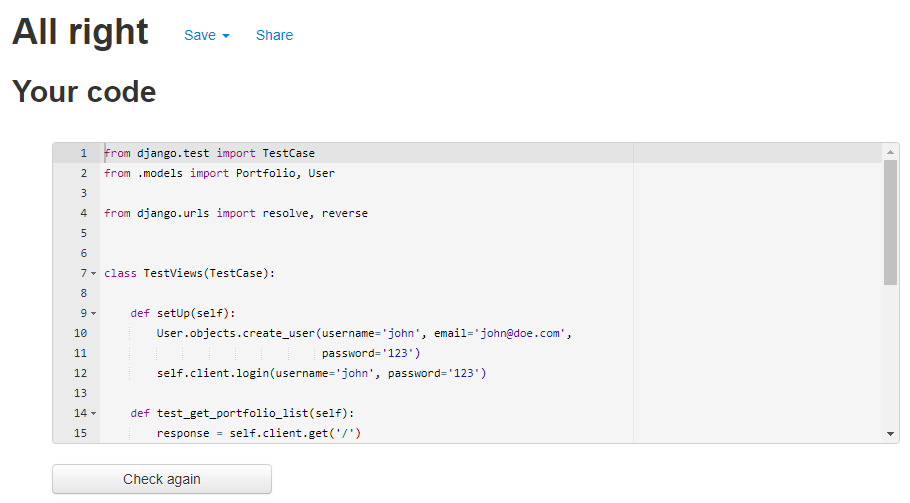 All right Save Share
Your code
1 from django.test import TestCase
2 from .models import Portfolio, User
3
4 from django.urls import resolve, reverse
5
6
7 class TestViews(TestCase):
8
9 def setUp(self):
10 User.objects.create_user(username='john', email='john@doe.com',
11 password='123')
12 self.client.login(username='john', password='123')
13
14 def test_get_portfolio_list(self):
15 response = self.client.get('/')
Check again